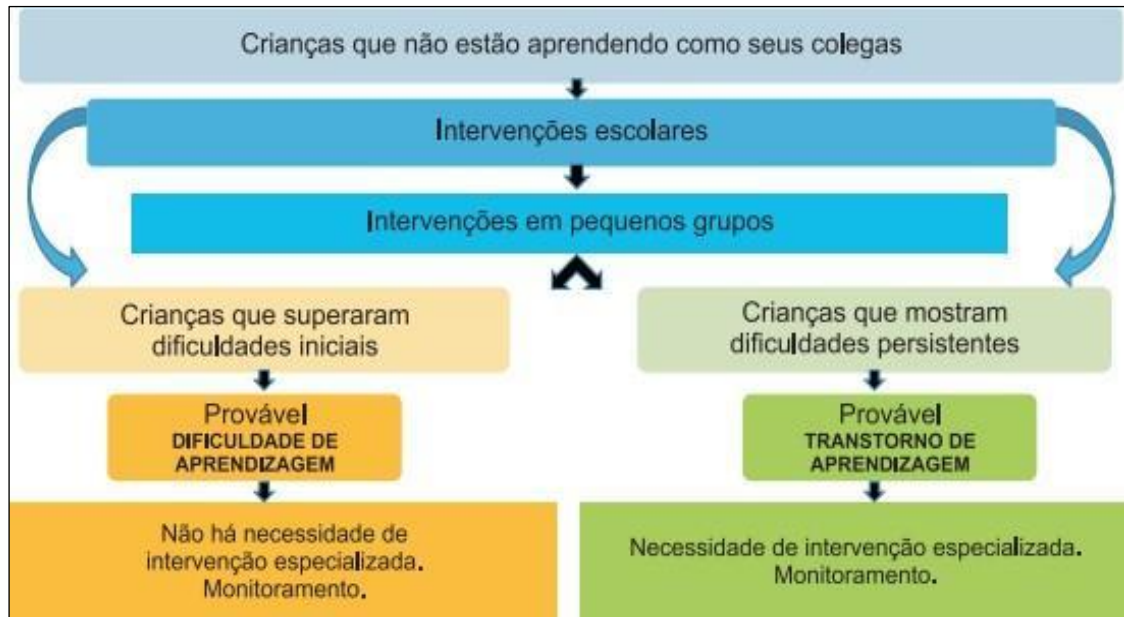 Crianças que não estão aprendendo como seus colegas
Intervenções escolares
Intervenções em pequenos grupos
Crianças que superaram
dificuldades iniciais
Crianças que mostram
dificuldades persistentes
Provável
DIFICULDADE DE
APRENDIZAGEM
Provável
TRANSTORNO DE
APRENDIZAGEM
Não há necessidade de
intervenção especializada.
Monitoramento.
Necessidade de intervenção especializada.
Monitoramento.